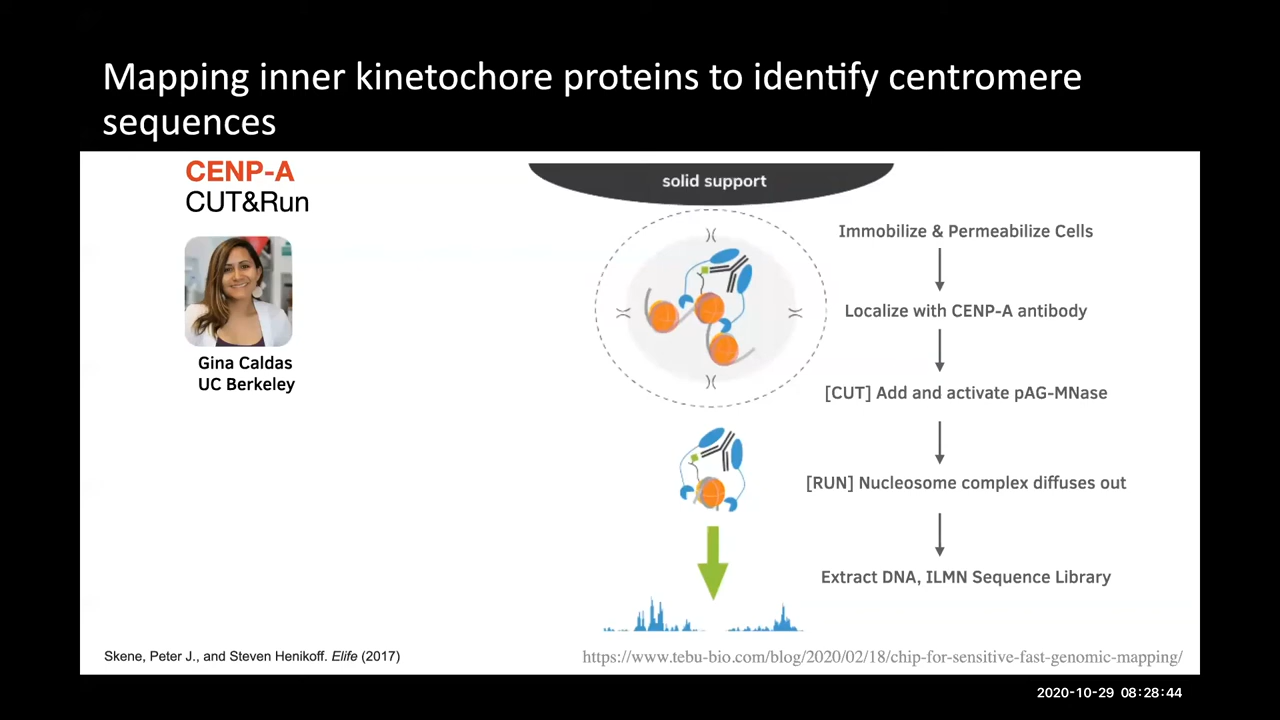 Mapping inner kinetochore proteins to identify centromere
sequences
CENP-A
CUT&Run
Gina Caldas
UC Berkeley
solid support
Immobilize & Permeabilize Cells
Localize with CENP-A antibody
[CUT] Add and activate pAG-MNase
[RUN] Nucleosome complex diffuses out
Extract DNA, ILMN Sequence Library
Skene, Peter J., and Steven Henikoff. Elife (2017)
https://www.tebu-bio.com/blog/2020/02/18/chip-for-sensitive-fast-genomic-mapping/
2020-10-29 08:28:44